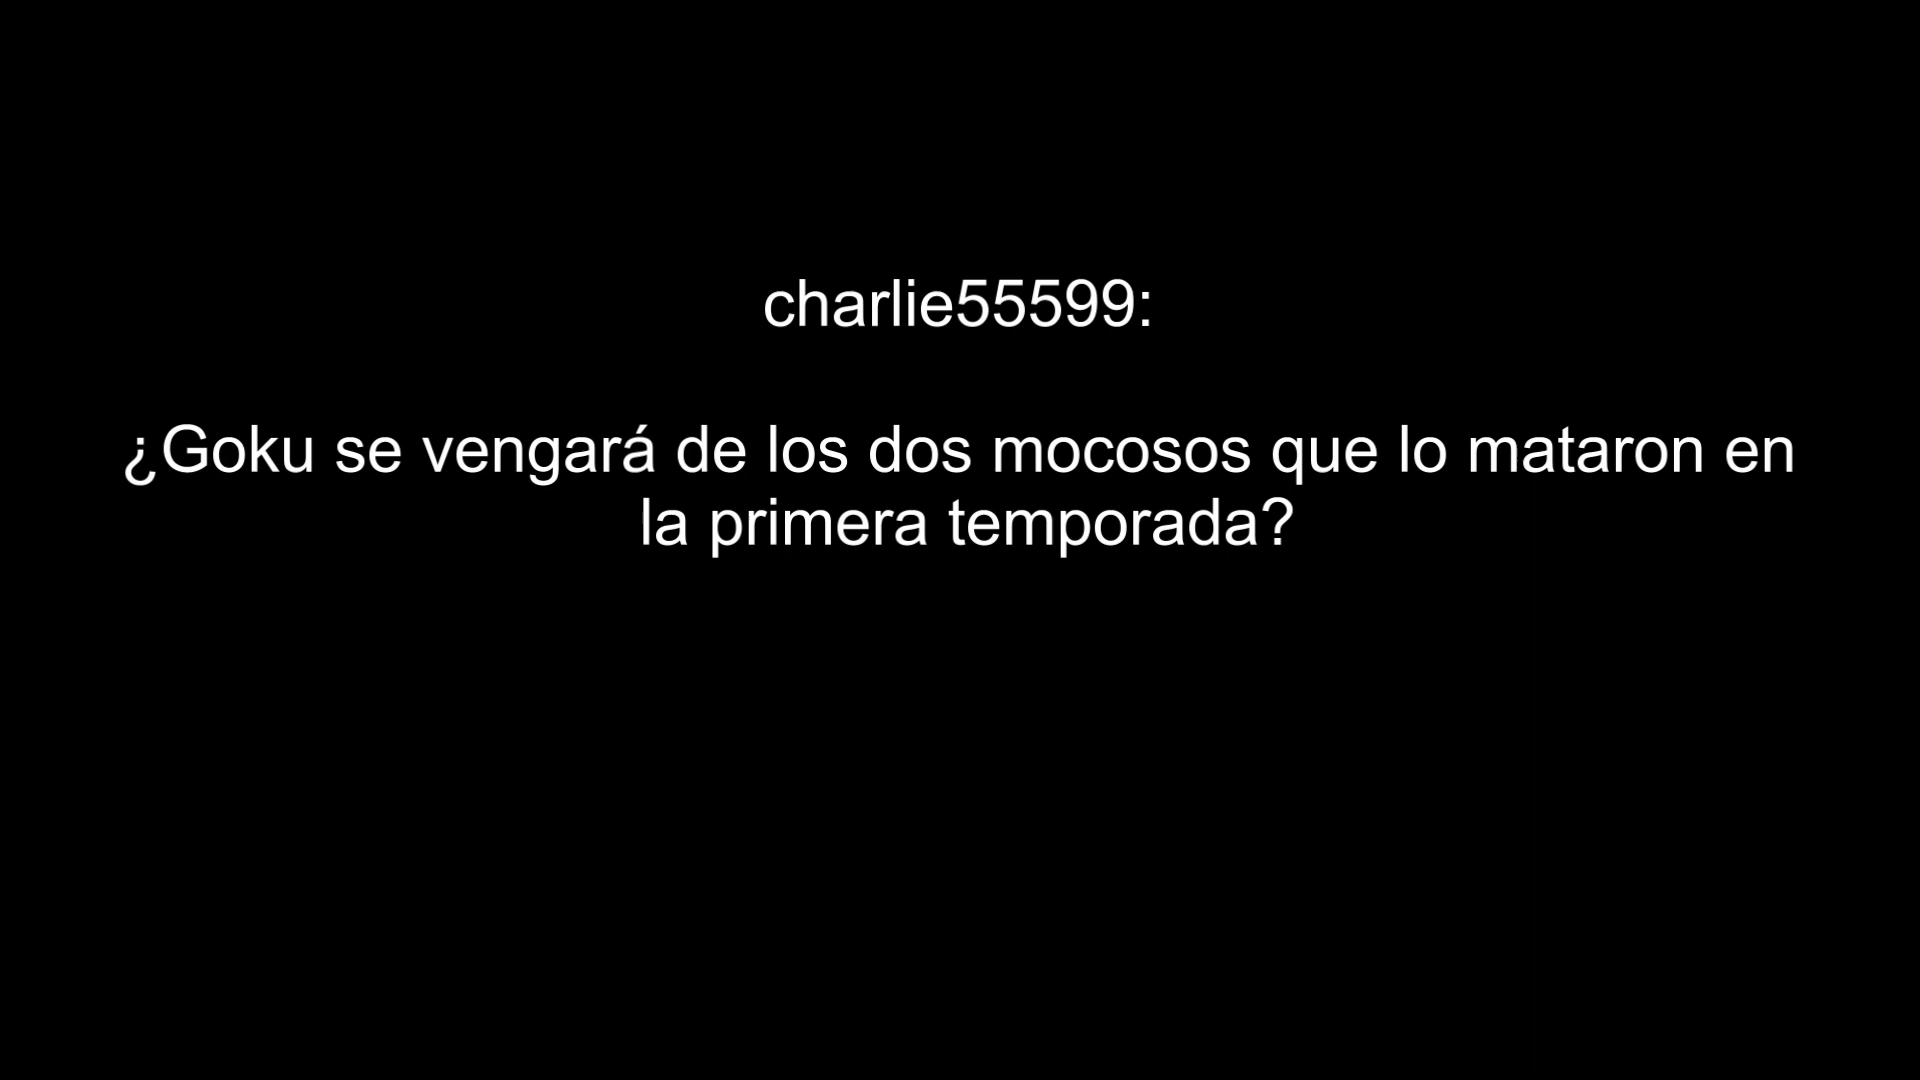 charlie55599:
¿Goku se vengará de los dos mocosos que lo mataron en
la primera temporada?